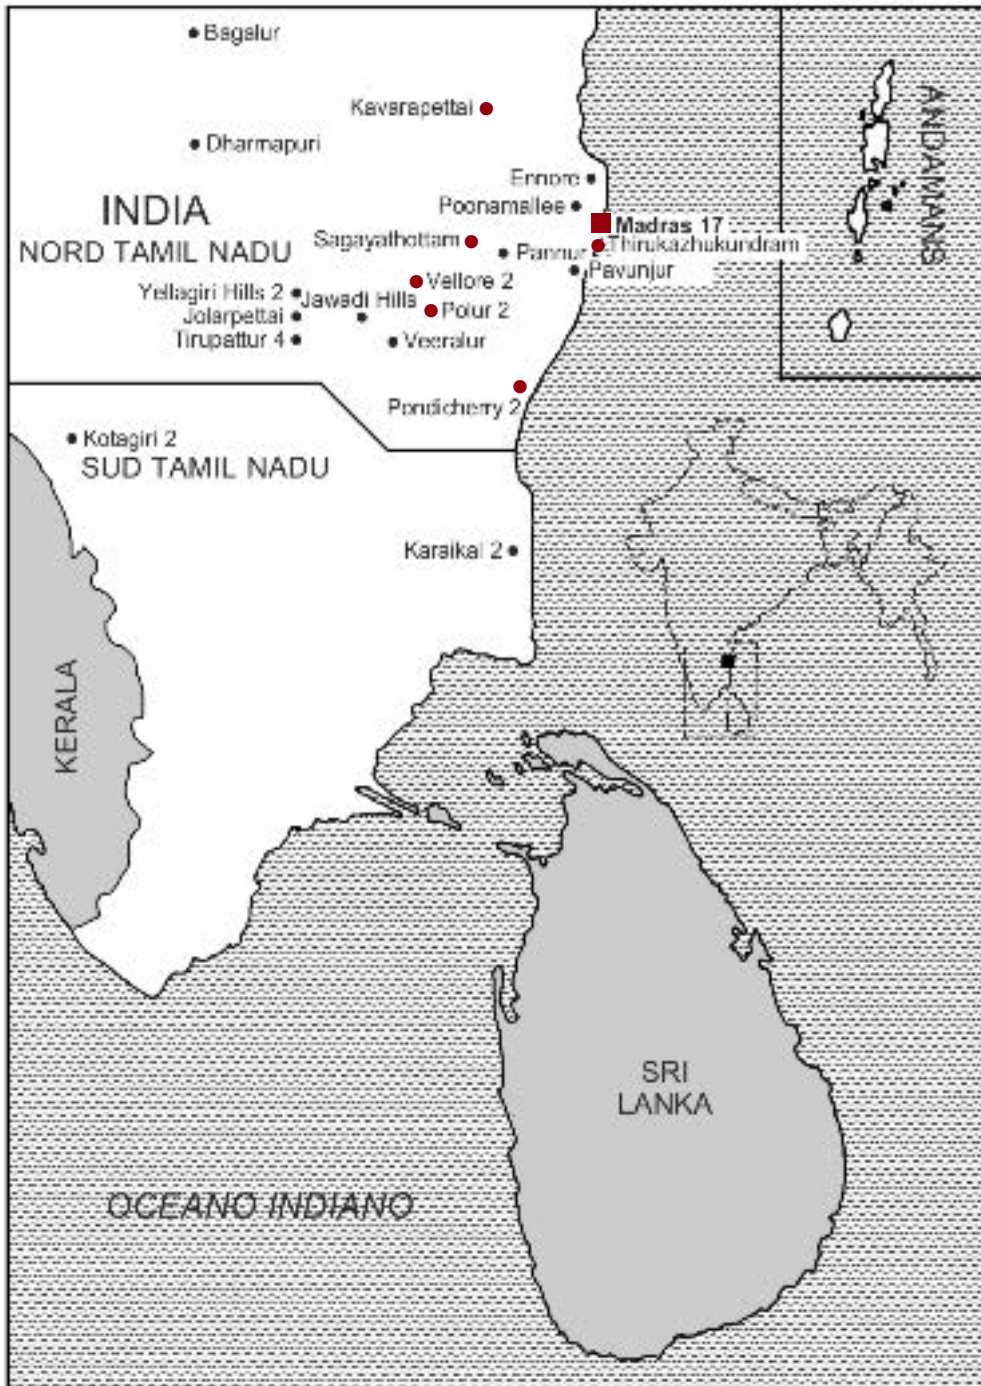 Bagalur
Kavarapettai
Dharmapuri
Ennore
Poonamallee
INDIA
NORD TAMIL NADU
Madras 17
Sagayathottam
Thirukazhukundram
Pannur
Pavunjur
Vellore 2
Yellagiri Hills 2
Jawadi Hills
Polur 2
Jolarpettai
Tirupattur 4
Veeralur
Pondicherry 2
Kotagiri 2
SUD TAMIL NADU
Karaikal 2
KERALA
ANDAMANS
SRI
LANKA
OCEANO INDIANO